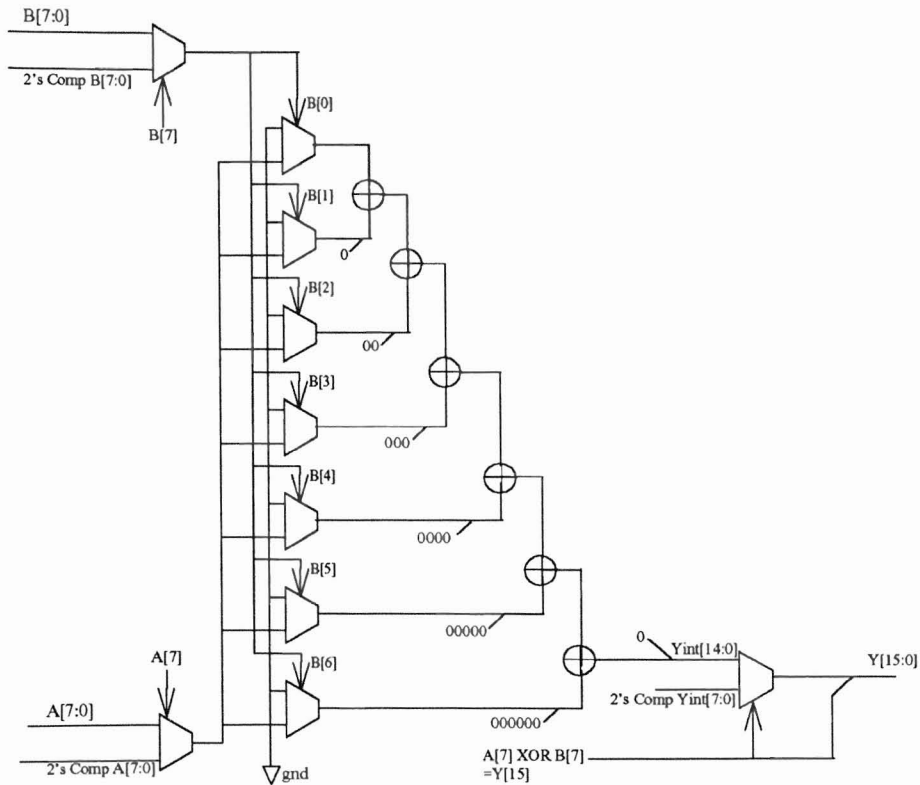 B[7:0]
2's Comp B[7:0]
B[7]
B[0]
B[1]
0
B[2]
00
B[3]
000
B[4]
0000
B[5]
00000
B[6]
000000
A[7]
A[7:0]
2's Comp A[7:0]
gnd
0
Yint[14:0]
Y[15:0]
2's Comp Yint[7:0]
A[7] XOR B[7]
=Y[15]